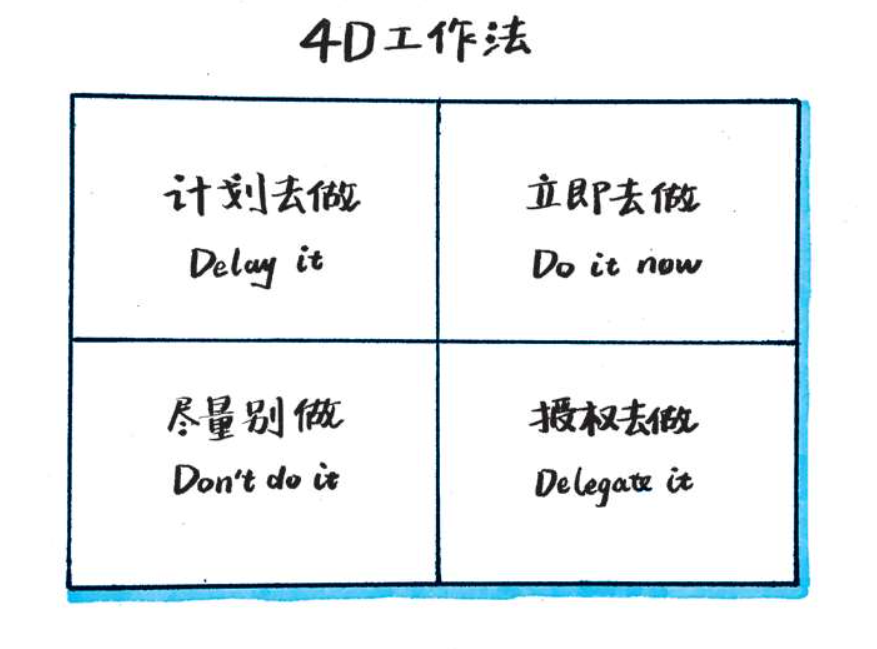 4D工作法
计划去做
Delay it
立即去做
Do it now
尽量别做
Don't do it
授权去做
Delegate it